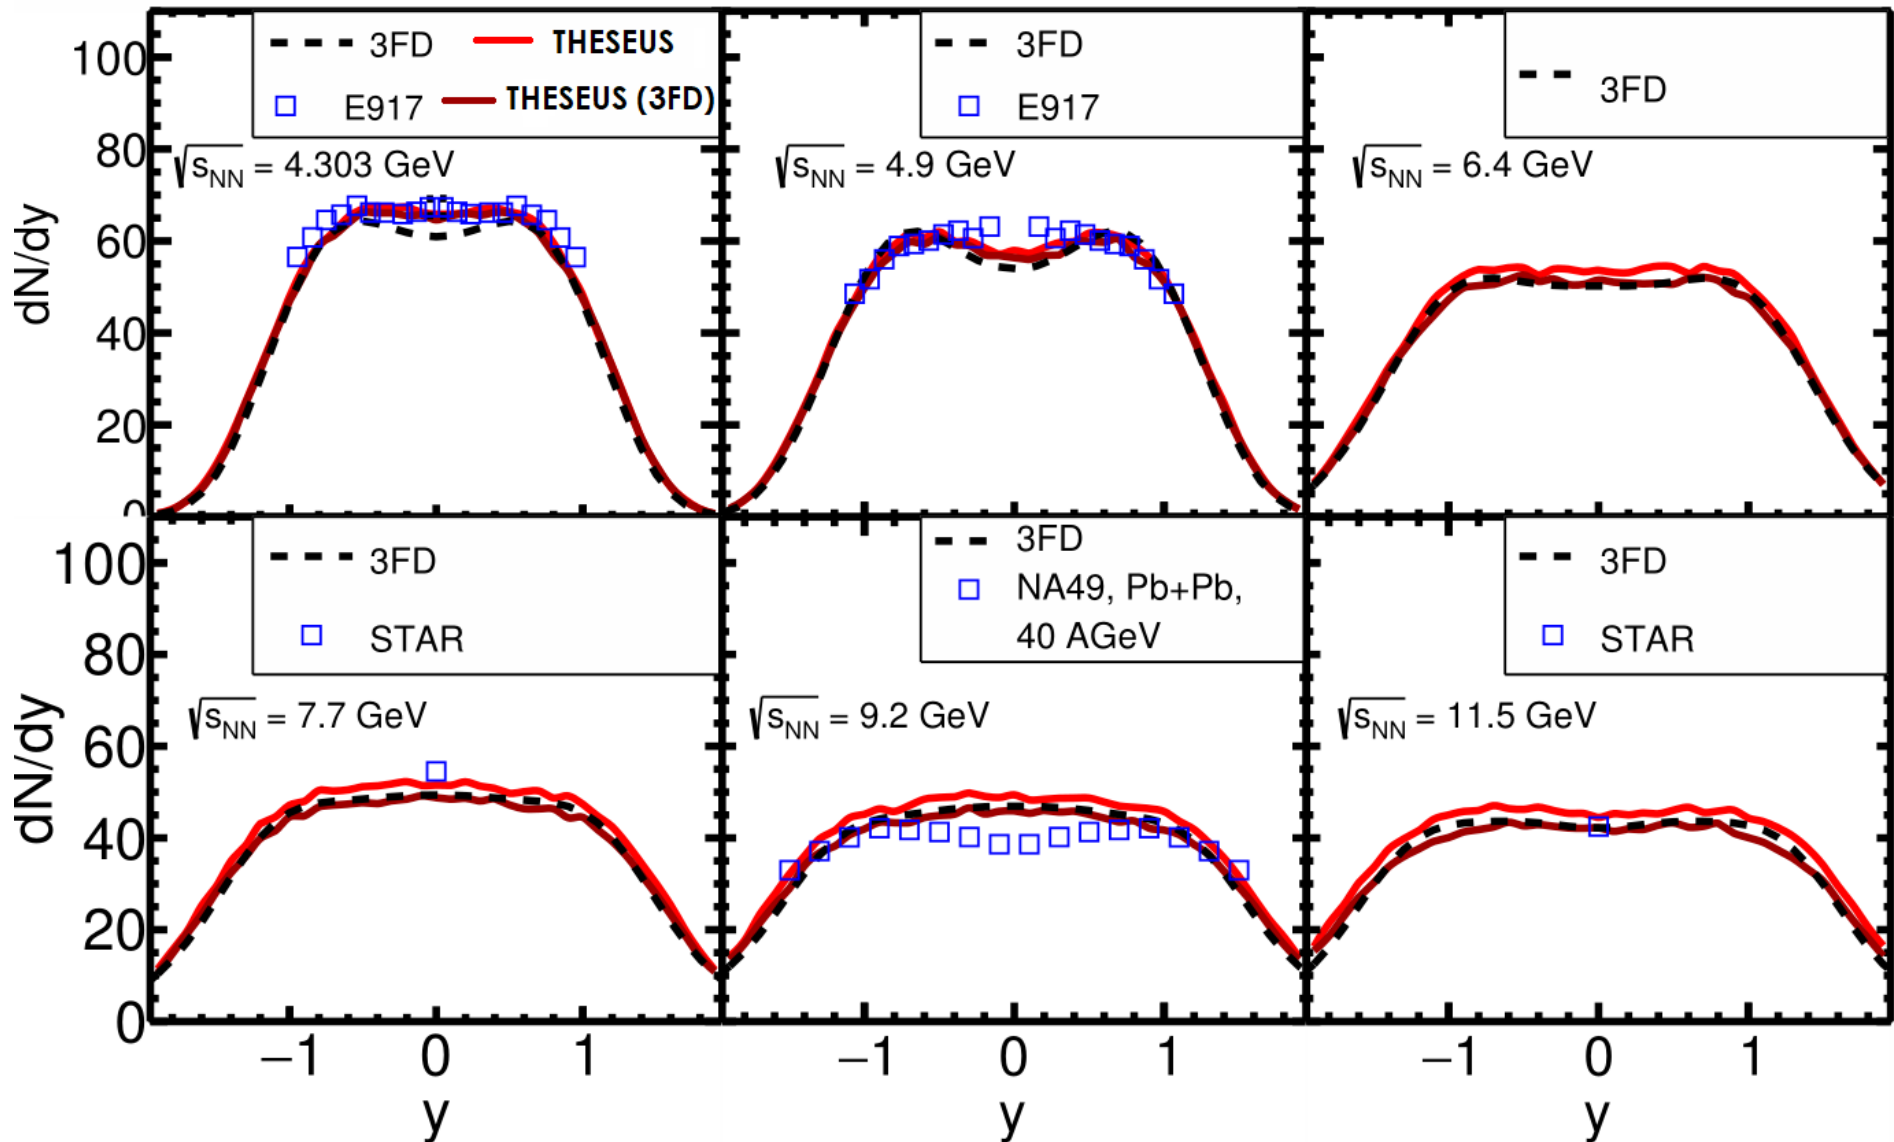 3FD THESEUS
E917 THESEUS (3FD)
√sNN = 4.303 GeV
3FD
E917
√sNN = 4.9 GeV
3FD
√sNN = 6.4 GeV
100
80
60
40
20
0
dN/dy
3FD
STAR
√sNN = 7.7 GeV
3FD
NA49, Pb+Pb,
40 AGeV
√sNN = 9.2 GeV
3FD
STAR
√sNN = 11.5 GeV
100
80
60
40
20
0
dN/dy
−1 0 1
−1 0 1
−1 0 1
y
y
y